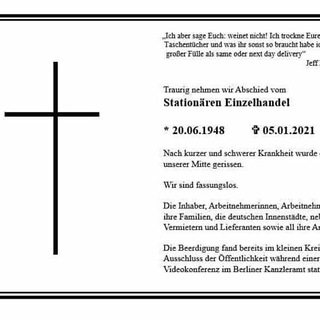 „Ich aber sage Euch: weinet nicht! Ich trockne Eure
Taschentücher und was ihr sonst so braucht habe ic
großer Fülle als same or next day delivery“
Jeff
Traurig nehmen wir Abschied vom
Stationären Einzelhandel
* 20.06.1948 ✞ 05.01.2021
Nach kurzer und schwerer Krankheit wurde
unserer Mitte gerissen.
Wir sind fassungslos.
Die Inhaber, Arbeitnehmerinnen, Arbeitnehm
ihre Familien, die deutschen Innenstädte, neb
Vermietern und Lieferanten sowie all ihre A
Die Beerdigung fand bereits im kleinen Krei
Ausschluss der Öffentlichkeit während einer
Videokonferenz im Berliner Kanzleramt stat